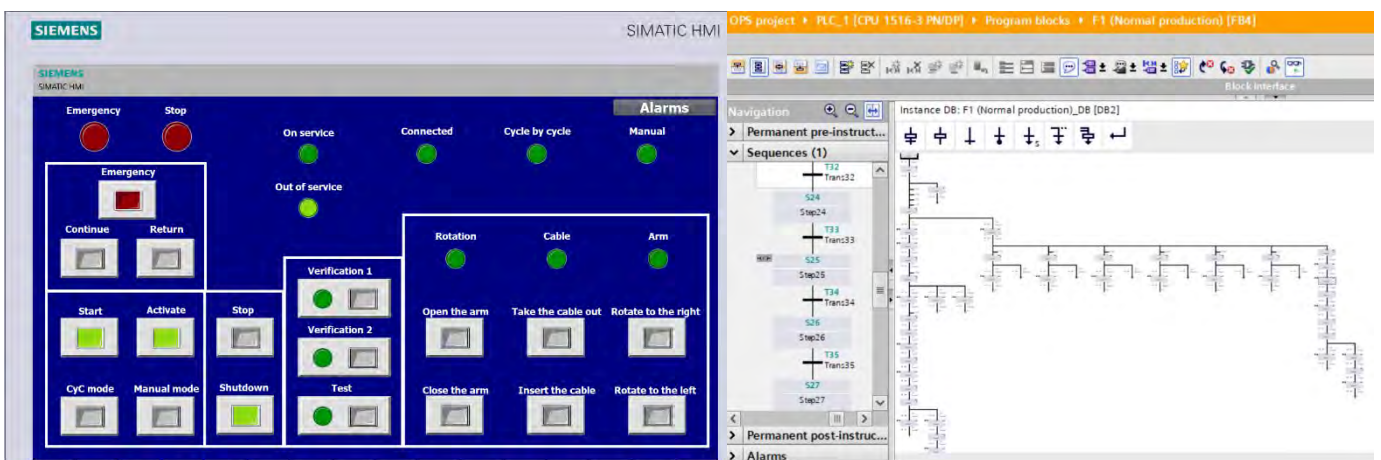 SIEMENS
SIMATIC HMI
SIEMENS
SIMATIC HMI
Alarms
Emergency
Stop
On service
Connected
Cycle by cycle
Manual
Emergency
Out of service
Continue
Return
Rotation
Cable
Arm
Verification 1
Start
Activate
Stop
Open the arm
Take the cable out
Rotate to the right
Verification 2
CyC mode
Manual mode
Shutdown
Test
Close the arm
Insert the cable
Rotate to the left
OPS project PLC_1 [CPU 1516-3 PN/DP] Program blocks F1 (Normal production) [FB4]
Block interface
Navigation
Instance DB: F1 (Normal production)_DB [DB2]
Permanent pre-instruct...
Sequences (1)
T32
Trans32
S24
Step24
T33
Trans33
S25
Step25
T34
Trans34
S26
Step26
T35
Trans35
S27
Step27
Permanent post-instruc...
Alarms